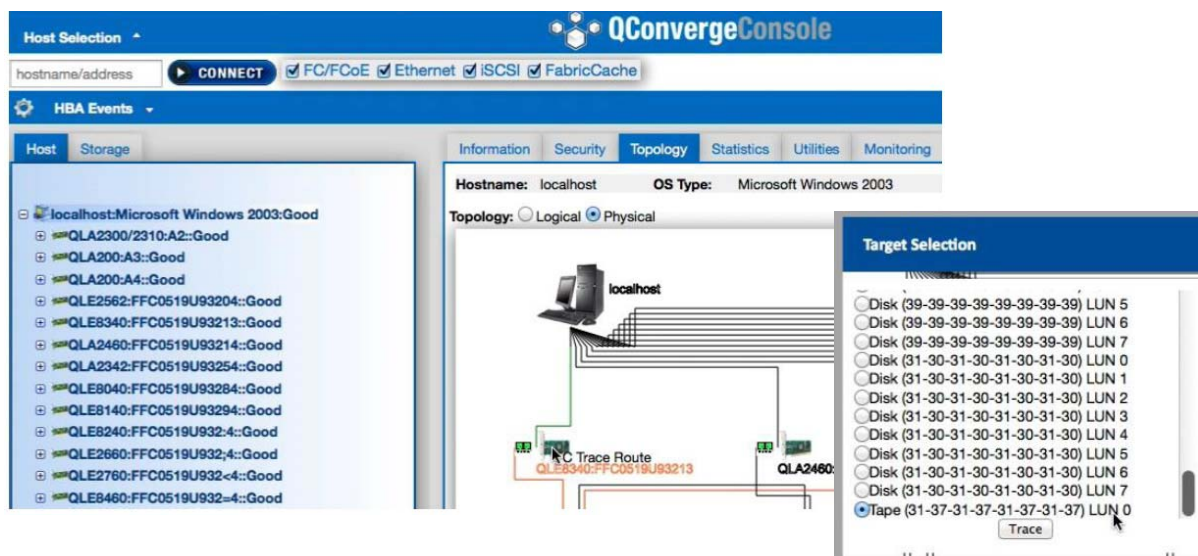 Host Selection
QConvergeConsole
hostname/address
CONNECT
FC/FCoE Ethernet iSCSI FabricCache
HBA Events
Host Storage
localhost:Microsoft Windows 2003:Good
QLA2300/2310:A2::Good
QLA200:A3::Good
QLA200:A4::Good
QLE2562:FFC0519U93204::Good
QLE8340:FFC0519U93213::Good
QLA2460:FFC0519U93214::Good
QLA2342:FFC0519U93254::Good
QLE8040:FFC0519U93284::Good
QLE8140:FFC0519U93294::Good
QLE8240:FFC0519U932:4::Good
QLE2660:FFC0519U932;4::Good
QLE2760:FFC0519U932<4::Good
QLE8460:FFC0519U932=4::Good
Information Security Topology Statistics Utilities Monitoring
Hostname: localhost OS Type: Microsoft Windows 2003
Topology: Logical Physical
localhost
C Trace Route
QLE8340:FFC0519U93213
QLA2460:
Target Selection
Disk (39-39-39-39-39-39-39-39) LUN 5
Disk (39-39-39-39-39-39-39-39) LUN 6
Disk (39-39-39-39-39-39-39-39) LUN 7
Disk (31-30-31-30-31-30-31-30) LUN 0
Disk (31-30-31-30-31-30-31-30) LUN 1
Disk (31-30-31-30-31-30-31-30) LUN 2
Disk (31-30-31-30-31-30-31-30) LUN 3
Disk (31-30-31-30-31-30-31-30) LUN 4
Disk (31-30-31-30-31-30-31-30) LUN 5
Disk (31-30-31-30-31-30-31-30) LUN 6
Disk (31-30-31-30-31-30-31-30) LUN 7
Tape (31-37-31-37-31-37-31-37) LUN 0
Trace